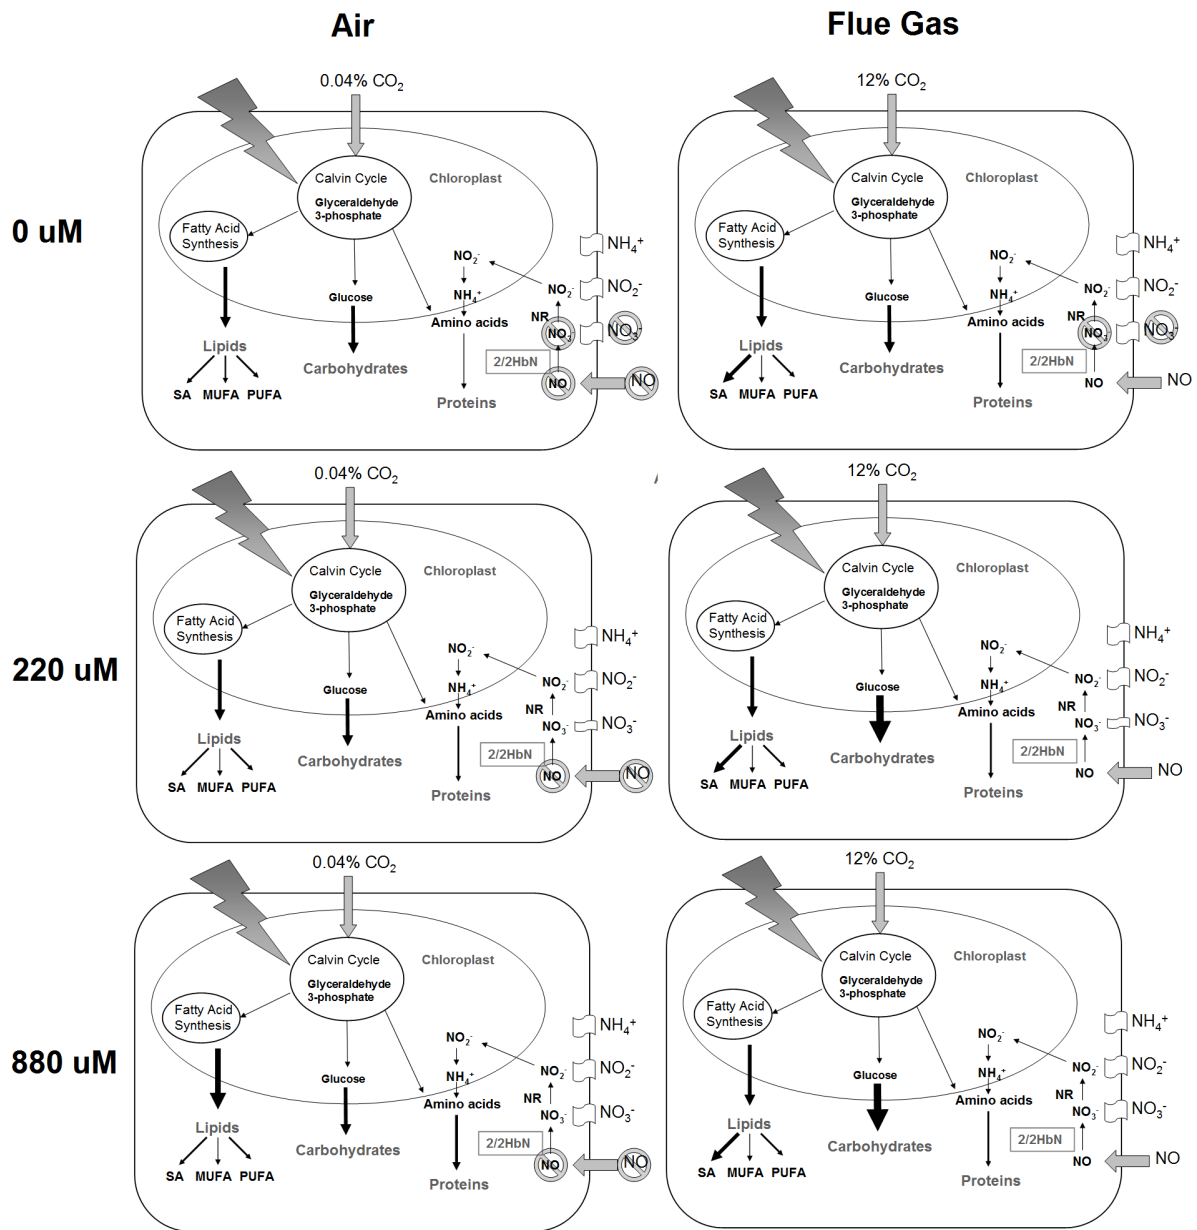 Air
Flue Gas
0 uM
0.04% CO₂
Calvin Cycle
Glyceraldehyde
3-phosphate
Chloroplast
Fatty Acid
Synthesis
Glucose
NO₂⁻
NH₄⁺
Amino acids
NO₂⁻
NR
NO₃⁻
2/2HbN
NO
NH₄⁺
NO₂⁻
NO₃⁻
NO
Lipids
SA MUFA PUFA
Carbohydrates
Proteins
12% CO₂
Calvin Cycle
Glyceraldehyde
3-phosphate
Chloroplast
Fatty Acid
Synthesis
Glucose
NO₂⁻
NH₄⁺
Amino acids
NO₂⁻
NR
NO₃⁻
2/2HbN
NO
NH₄⁺
NO₂⁻
NO₃⁻
NO
Lipids
SA MUFA PUFA
Carbohydrates
Proteins
220 uM
0.04% CO₂
Calvin Cycle
Glyceraldehyde
3-phosphate
Chloroplast
Fatty Acid
Synthesis
Glucose
NO₂⁻
NH₄⁺
Amino acids
NO₂⁻
NR
NO₃⁻
2/2HbN
NO
NH₄⁺
NO₂⁻
NO₃⁻
NO
Lipids
SA MUFA PUFA
Carbohydrates
Proteins
12% CO₂
Calvin Cycle
Glyceraldehyde
3-phosphate
Chloroplast
Fatty Acid
Synthesis
Glucose
NO₂⁻
NH₄⁺
Amino acids
NO₂⁻
NR
NO₃⁻
2/2HbN
NO
NH₄⁺
NO₂⁻
NO₃⁻
NO
Lipids
SA MUFA PUFA
Carbohydrates
Proteins
880 uM
0.04% CO₂
Calvin Cycle
Glyceraldehyde
3-phosphate
Chloroplast
Fatty Acid
Synthesis
Glucose
NO₂⁻
NH₄⁺
Amino acids
NO₂⁻
NR
NO₃⁻
2/2HbN
NO
NH₄⁺
NO₂⁻
NO₃⁻
NO
Lipids
SA MUFA PUFA
Carbohydrates
Proteins
12% CO₂
Calvin Cycle
Glyceraldehyde
3-phosphate
Chloroplast
Fatty Acid
Synthesis
Glucose
NO₂⁻
NH₄⁺
Amino acids
NO₂⁻
NR
NO₃⁻
2/2HbN
NO
NH₄⁺
NO₂⁻
NO₃⁻
NO
Lipids
SA MUFA PUFA
Carbohydrates
Proteins